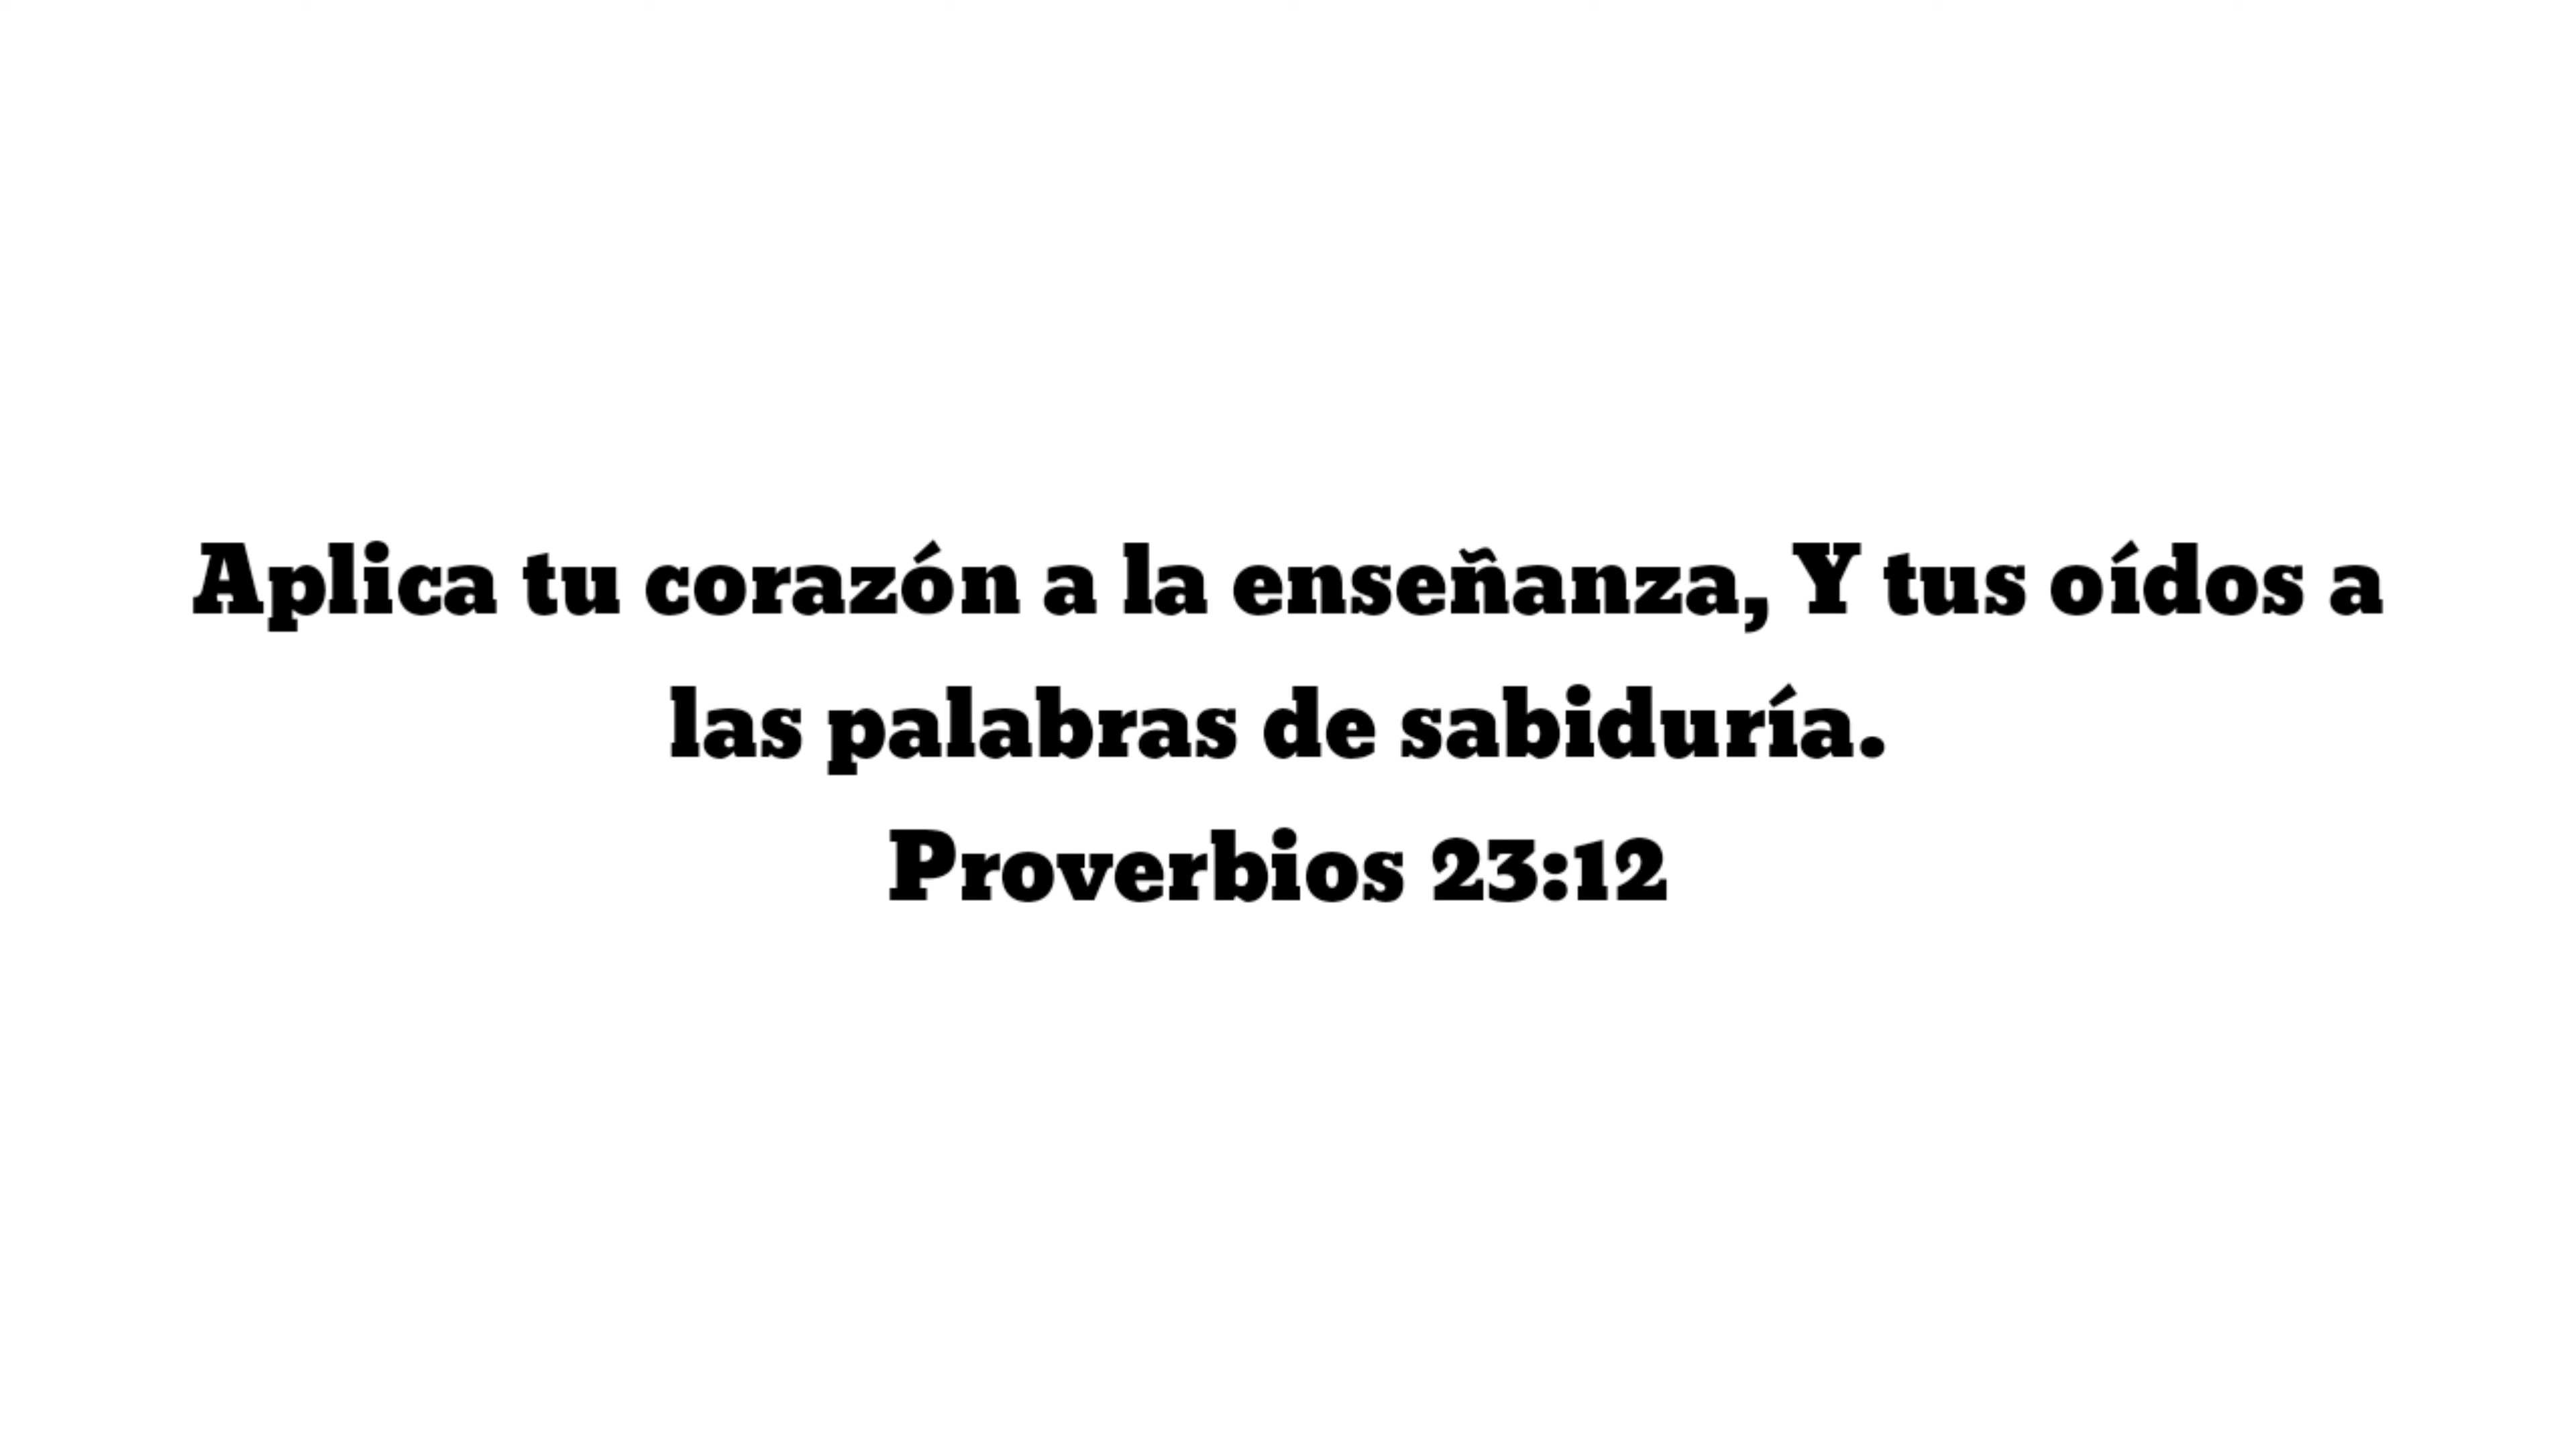 Aplica tu corazón a la enseñanza, Y tus oídos a
las palabras de sabiduría.
Proverbios 23:12